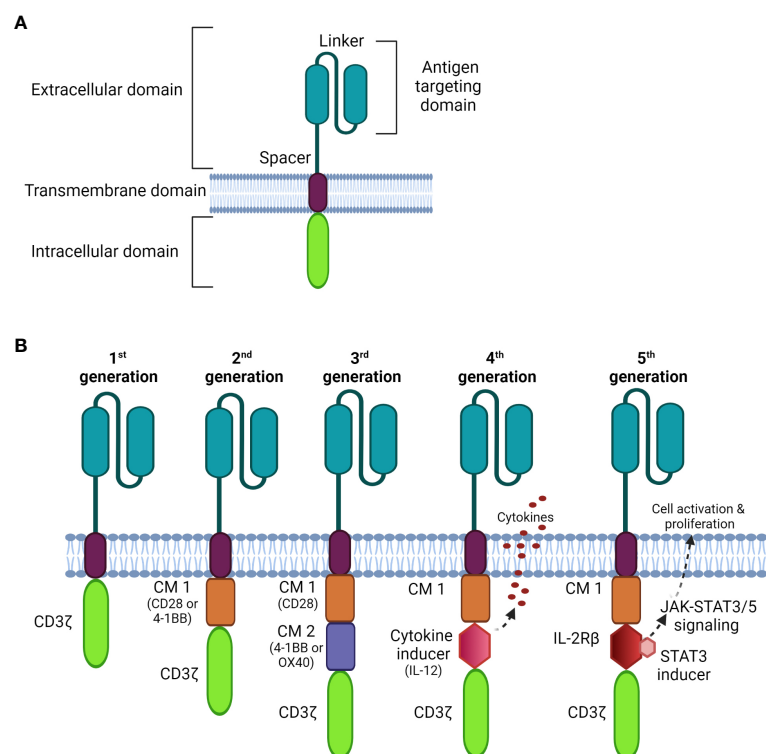 A
Linker
Extracellular domain
Antigen
targeting
domain
Spacer
Transmembrane domain
Intracellular domain
B
1st
generation
2nd
generation
3rd
generation
4th
generation
5th
generation
Cytokines
Cell activation &
proliferation
CM 1
(CD28 or
4-1BB)
CM 1
(CD28)
CM 1
CM 1
CD3ζ
CM 2
(4-1BB or
OX40)
Cytokine
inducer
(IL-12)
IL-2Rβ
JAK-STAT3/5
signaling
STAT3
inducer
CD3ζ
CD3ζ
CD3ζ
CD3ζ